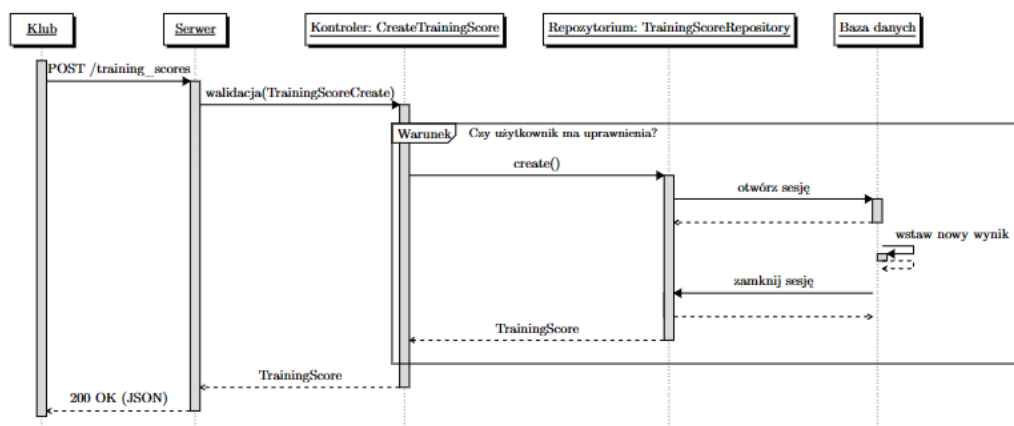 Klub
Serwer
Kontroler: CreateTrainingScore
Repozytorium: TrainingScoreRepository
Baza danych
POST /training_scores
walidacja(TrainingScoreCreate)
Warunek
Czy użytkownik ma uprawnienia?
create()
otwórz sesję
wstaw nowy wynik
zamknij sesję
TrainingScore
TrainingScore
200 OK (JSON)